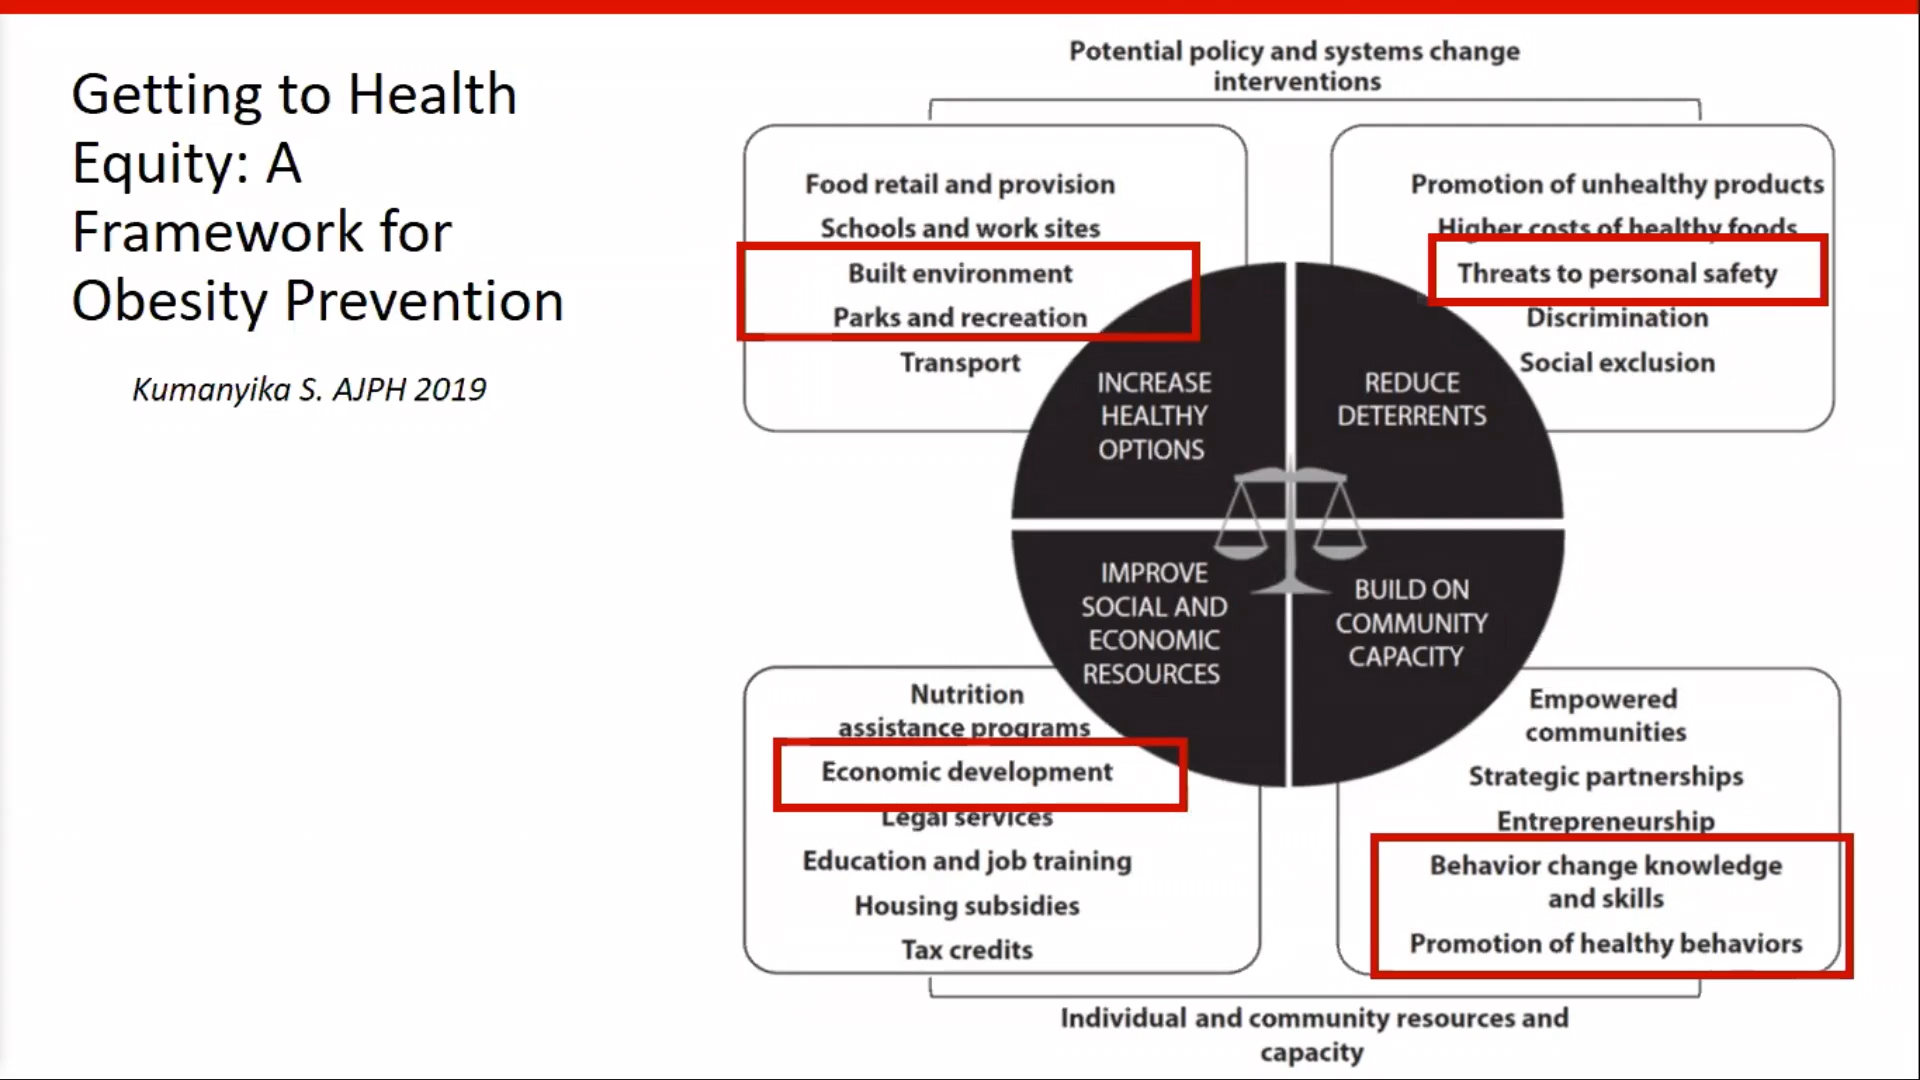 Getting to Health
Equity: A
Framework for
Obesity Prevention
Kumanyika S. AJPH 2019
Potential policy and systems change
interventions
Food retail and provision
Schools and work sites
Built environment
Parks and recreation
Transport
Promotion of unhealthy products
Higher costs of healthy foods
Threats to personal safety
Discrimination
Social exclusion
INCREASE
HEALTHY
OPTIONS
REDUCE
DETERRENTS
IMPROVE
SOCIAL AND
ECONOMIC
RESOURCES
BUILD ON
COMMUNITY
CAPACITY
Nutrition
assistance programs
Economic development
Legal services
Education and job training
Housing subsidies
Tax credits
Empowered
communities
Strategic partnerships
Entrepreneurship
Behavior change knowledge
and skills
Promotion of healthy behaviors
Individual and community resources and
capacity